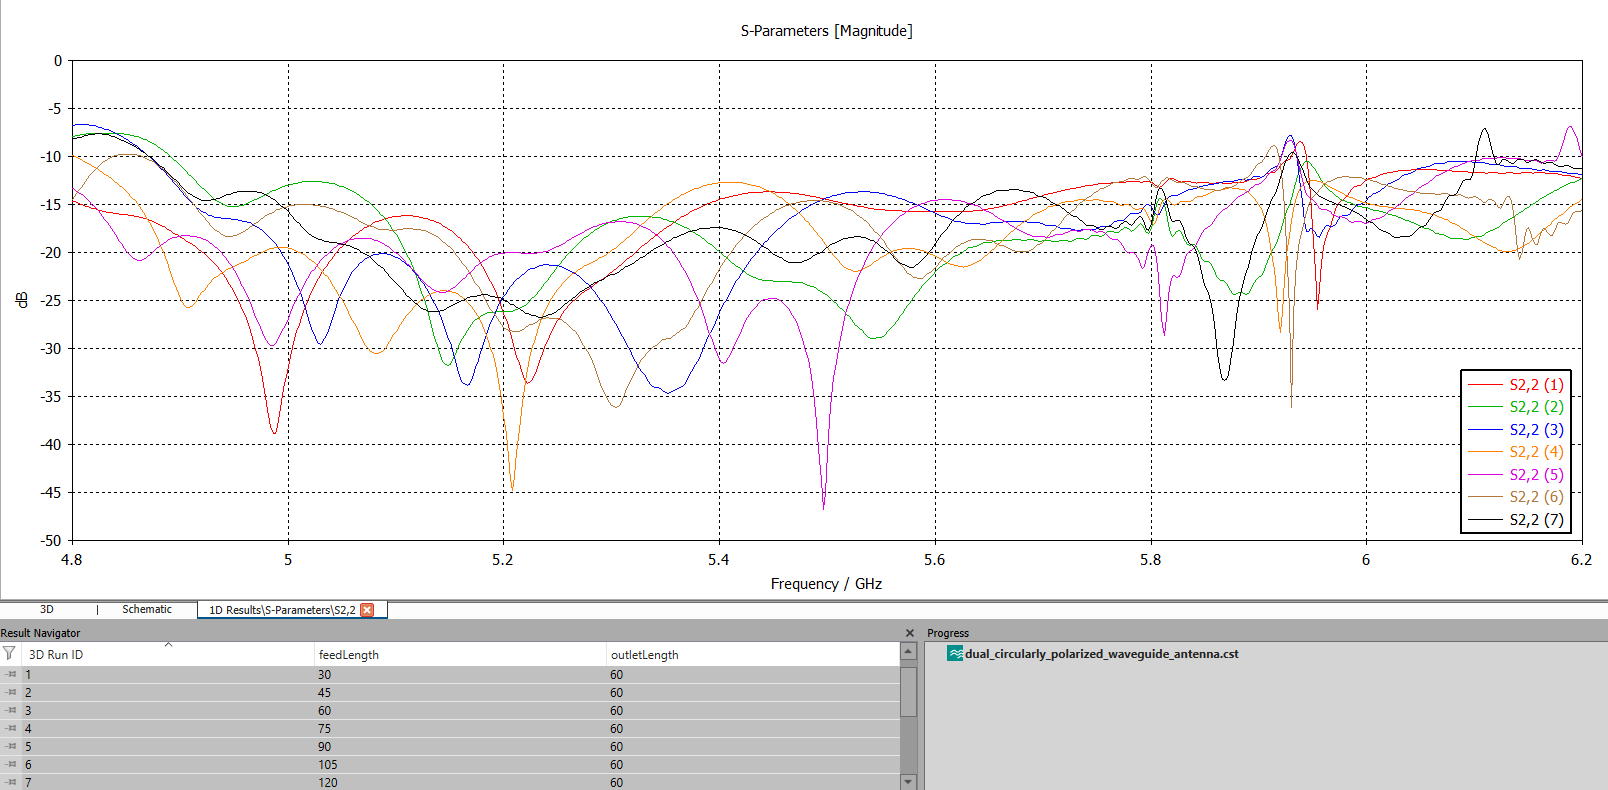 S-Parameters [Magnitude]
0
-5
-10
-15
-20
-25
-30
-35
-40
-45
-50
dB
4.8 5 5.2 5.4 5.6 5.8 6 6.2
Frequency / GHz
S2,2 (1)
S2,2 (2)
S2,2 (3)
S2,2 (4)
S2,2 (5)
S2,2 (6)
S2,2 (7)
3D Schematic 1D Results\S-Parameters\S2,2
Result Navigator
3D Run ID feedLength outletLength
1 30 60
2 45 60
3 60 60
4 75 60
5 90 60
6 105 60
7 120 60
Progress
dual_circularly_polarized_waveguide_antenna.cst